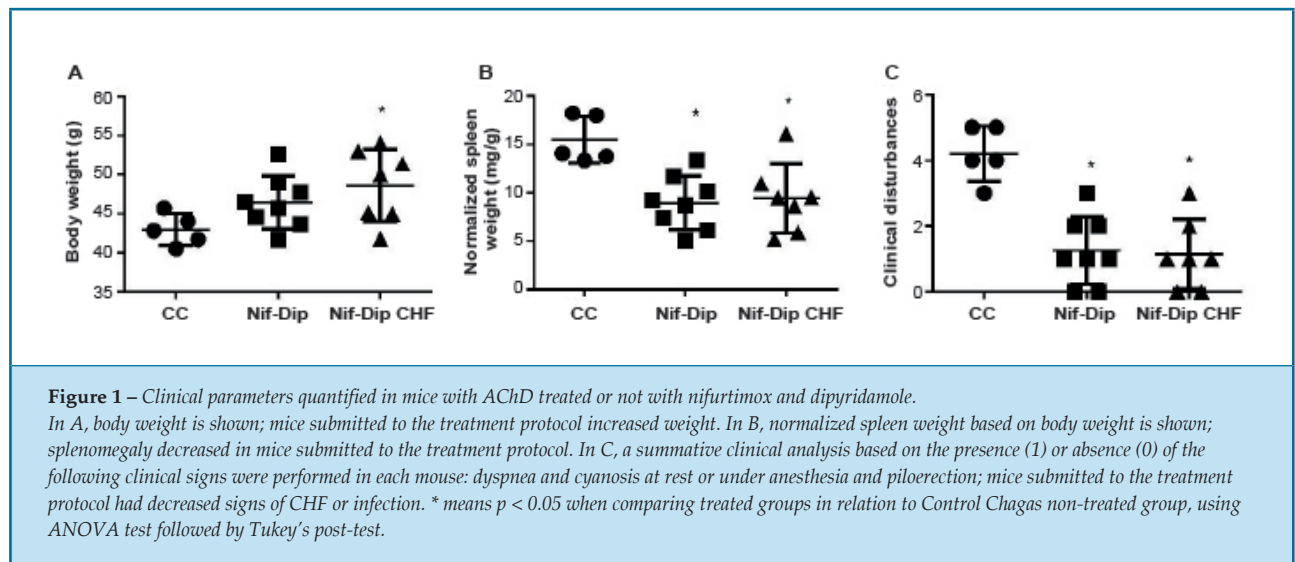 A
Body weight (g)
60
55
50
45
40
35
CC
Nif-Dip
Nif-Dip CHF
*
B
Normalized spleen
weight (mg/g)
20
15
10
5
0
CC
Nif-Dip
Nif-Dip CHF
*
*
C
Clinical disturbances
6
4
2
0
CC
Nif-Dip
Nif-Dip CHF
*
*
Figure 1 – Clinical parameters quantified in mice with AChD treated or not with nifurtimox and dipyridamole.
In A, body weight is shown; mice submitted to the treatment protocol increased weight. In B, normalized spleen weight based on body weight is shown;
splenomegaly decreased in mice submitted to the treatment protocol. In C, a summative clinical analysis based on the presence (1) or absence (0) of the
following clinical signs were performed in each mouse: dyspnea and cyanosis at rest or under anesthesia and piloerection; mice submitted to the treatment
protocol had decreased signs of CHF or infection. * means p < 0.05 when comparing treated groups in relation to Control Chagas non-treated group, using
ANOVA test followed by Tukey’s post-test.